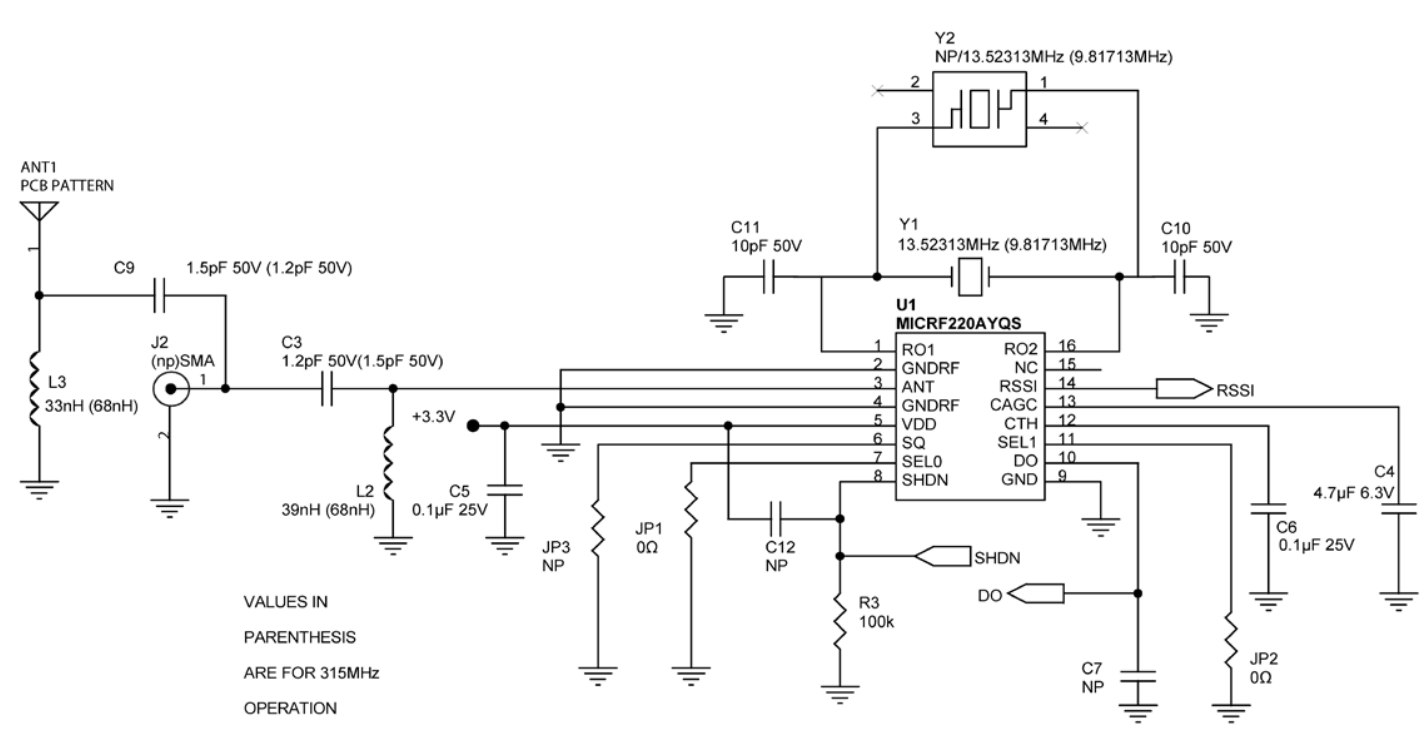 Y2
NP/13.52313MHz (9.81713MHz)
2
1
3
4
ANT1
PCB PATTERN
1
C11
10pF 50V
Y1
13.52313MHz (9.81713MHz)
C10
10pF 50V
C9
1.5pF 50V (1.2pF 50V)
U1
MICRF220AYQS
J2
(np)SMA
1
2
C3
1.2pF 50V(1.5pF 50V)
L3
33nH (68nH)
1 RO1
2 GNDRF
3 ANT
4 GNDRF
5 VDD
6 SQ
7 SEL0
8 SHDN
RO2 16
NC 15
RSSI 14
CAGC 13
CTH 12
SEL1 11
DO 10
GND 9
RSSI
+3.3V
L2
39nH (68nH)
C5
0.1µF 25V
JP3
NP
JP1
0Ω
C12
NP
SHDN
R3
100k
DO
C7
NP
C4
4.7µF 6.3V
C6
0.1µF 25V
JP2
0Ω
VALUES IN
PARENTHESIS
ARE FOR 315MHz
OPERATION